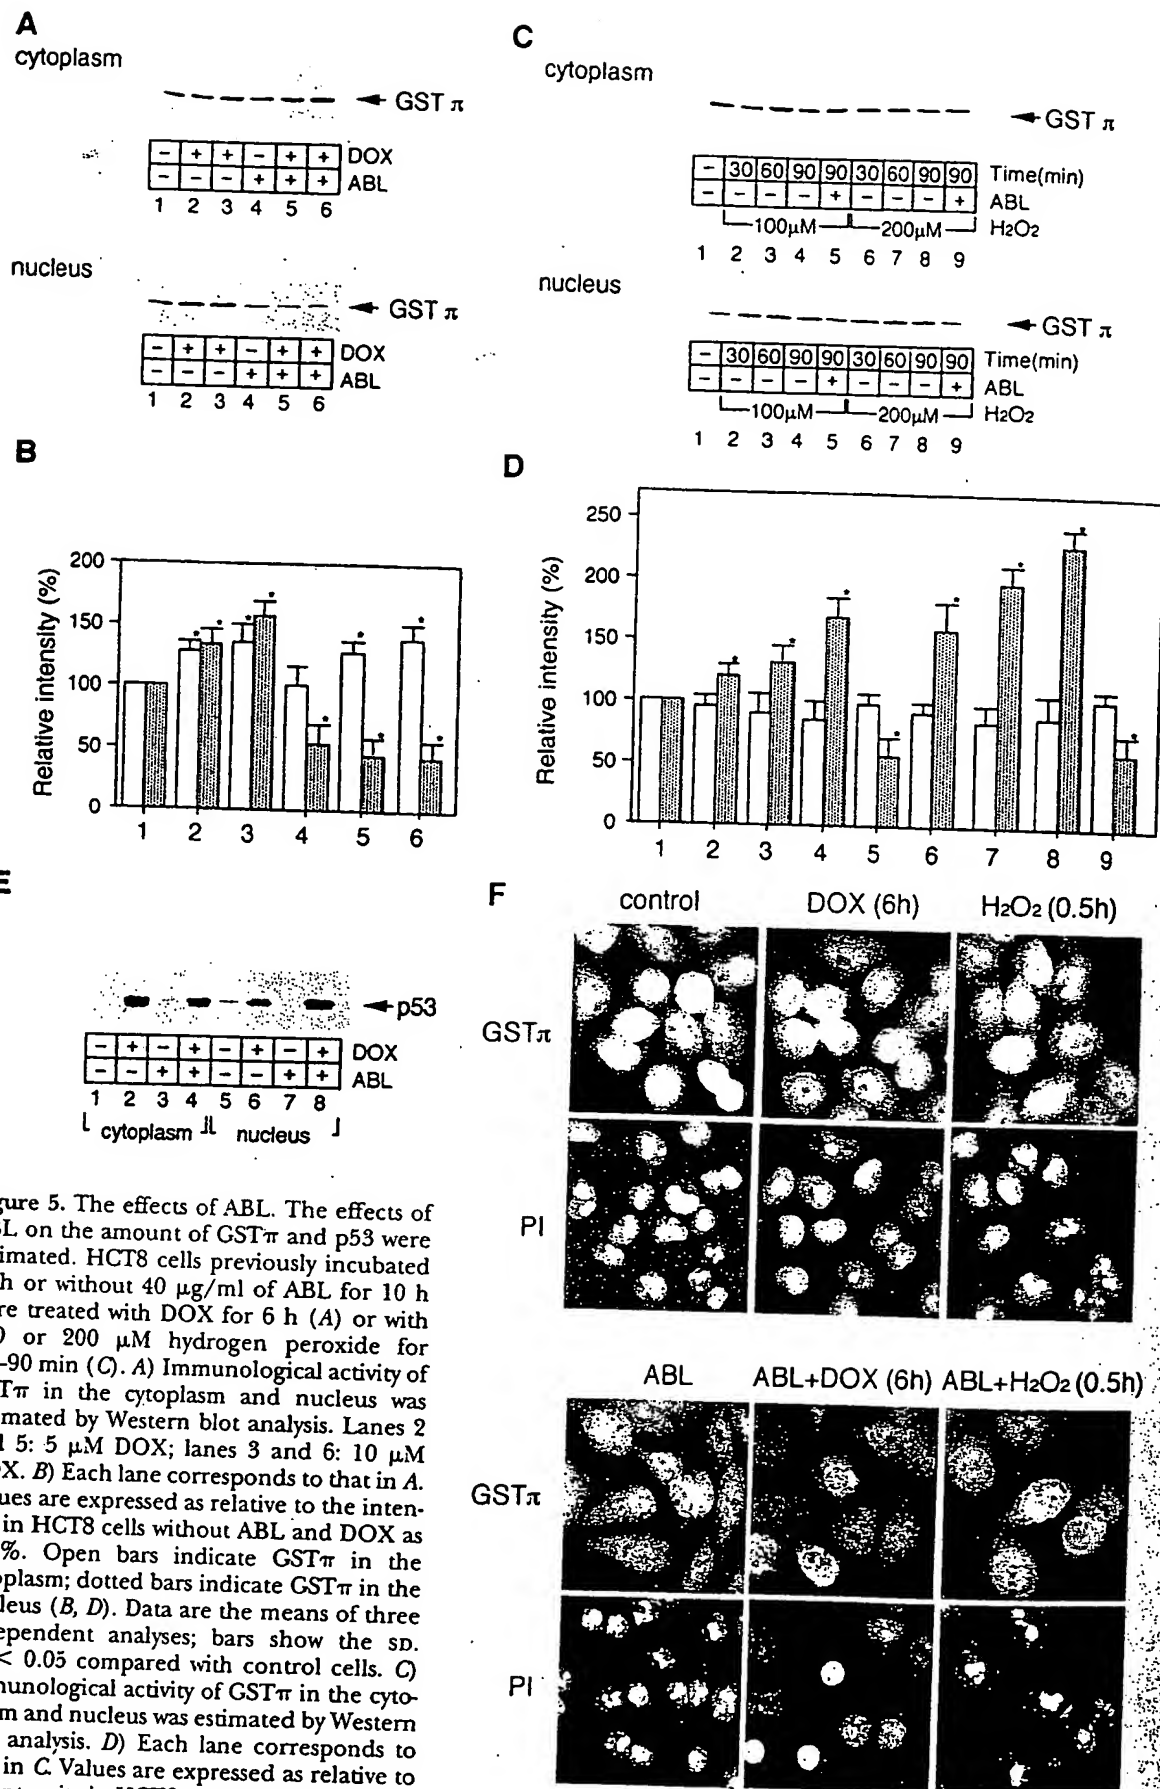 A
cytoplasm
GST π
- + + - + + DOX
- - - + + + ABL
1 2 3 4 5 6
nucleus
GST π
- + + - + + DOX
- - - + + + ABL
1 2 3 4 5 6
C
cytoplasm
GST π
- 30 60 90 90 30 60 90 90 Time(min)
- - - - + - - - + ABL
100μM 200μM H2O2
1 2 3 4 5 6 7 8 9
nucleus
GST π
- 30 60 90 90 30 60 90 90 Time(min)
- - - - + - - - + ABL
100μM 200μM H2O2
1 2 3 4 5 6 7 8 9
B
Relative intensity (%)
200
150
100
50
0
* * * * * * * * *
1 2 3 4 5 6
D
Relative intensity (%)
250
200
150
100
50
0
* * * * * * * *
1 2 3 4 5 6 7 8 9
E
p53
- + - + - + - + DOX
- - + + - - + + ABL
1 2 3 4 5 6 7 8
cytoplasm nucleus
F
control DOX (6h) H2O2 (0.5h)
GSTπ
PI
ABL ABL+DOX (6h) ABL+H2O2 (0.5h)
GSTπ
PI
gure 5. The effects of ABL. The effects of
BL on the amount of GSTπ and p53 were
imated. HCT8 cells previously incubated
h or without 40 μg/ml of ABL for 10 h
re treated with DOX for 6 h (A) or with
0 or 200 μM hydrogen peroxide for
-90 min (C). A) Immunological activity of
Tπ in the cytoplasm and nucleus was
mated by Western blot analysis. Lanes 2
l 5: 5 μM DOX; lanes 3 and 6: 10 μM
X. B) Each lane corresponds to that in A.
ues are expressed as relative to the inten-
in HCT8 cells without ABL and DOX as
%. Open bars indicate GSTπ in the
plasm; dotted bars indicate GSTπ in the
leus (B, D). Data are the means of three
ependent analyses; bars show the SD.
< 0.05 compared with control cells. C)
nunological activity of GSTπ in the cyto-
m and nucleus was estimated by Western
analysis. D) Each lane corresponds to
in C. Values are expressed as relative to